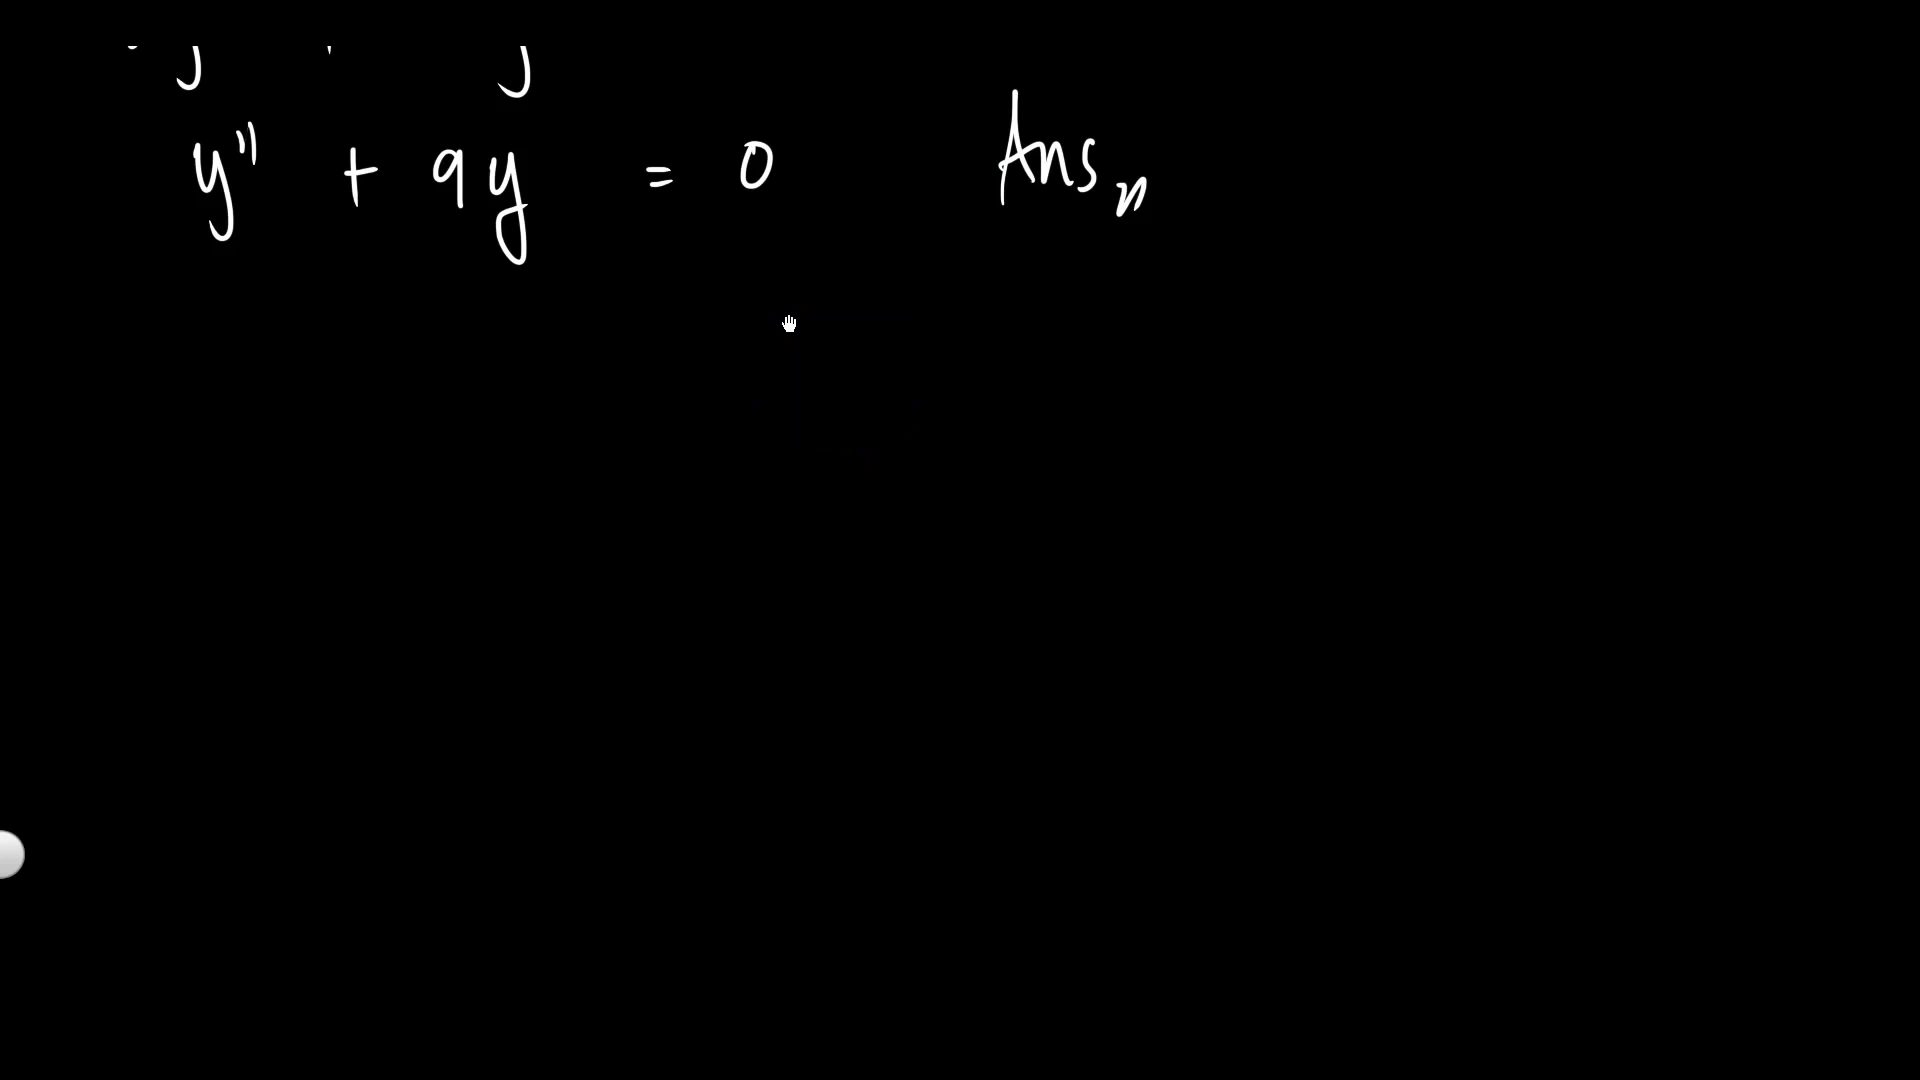 y" + 9y = 0 Ans n